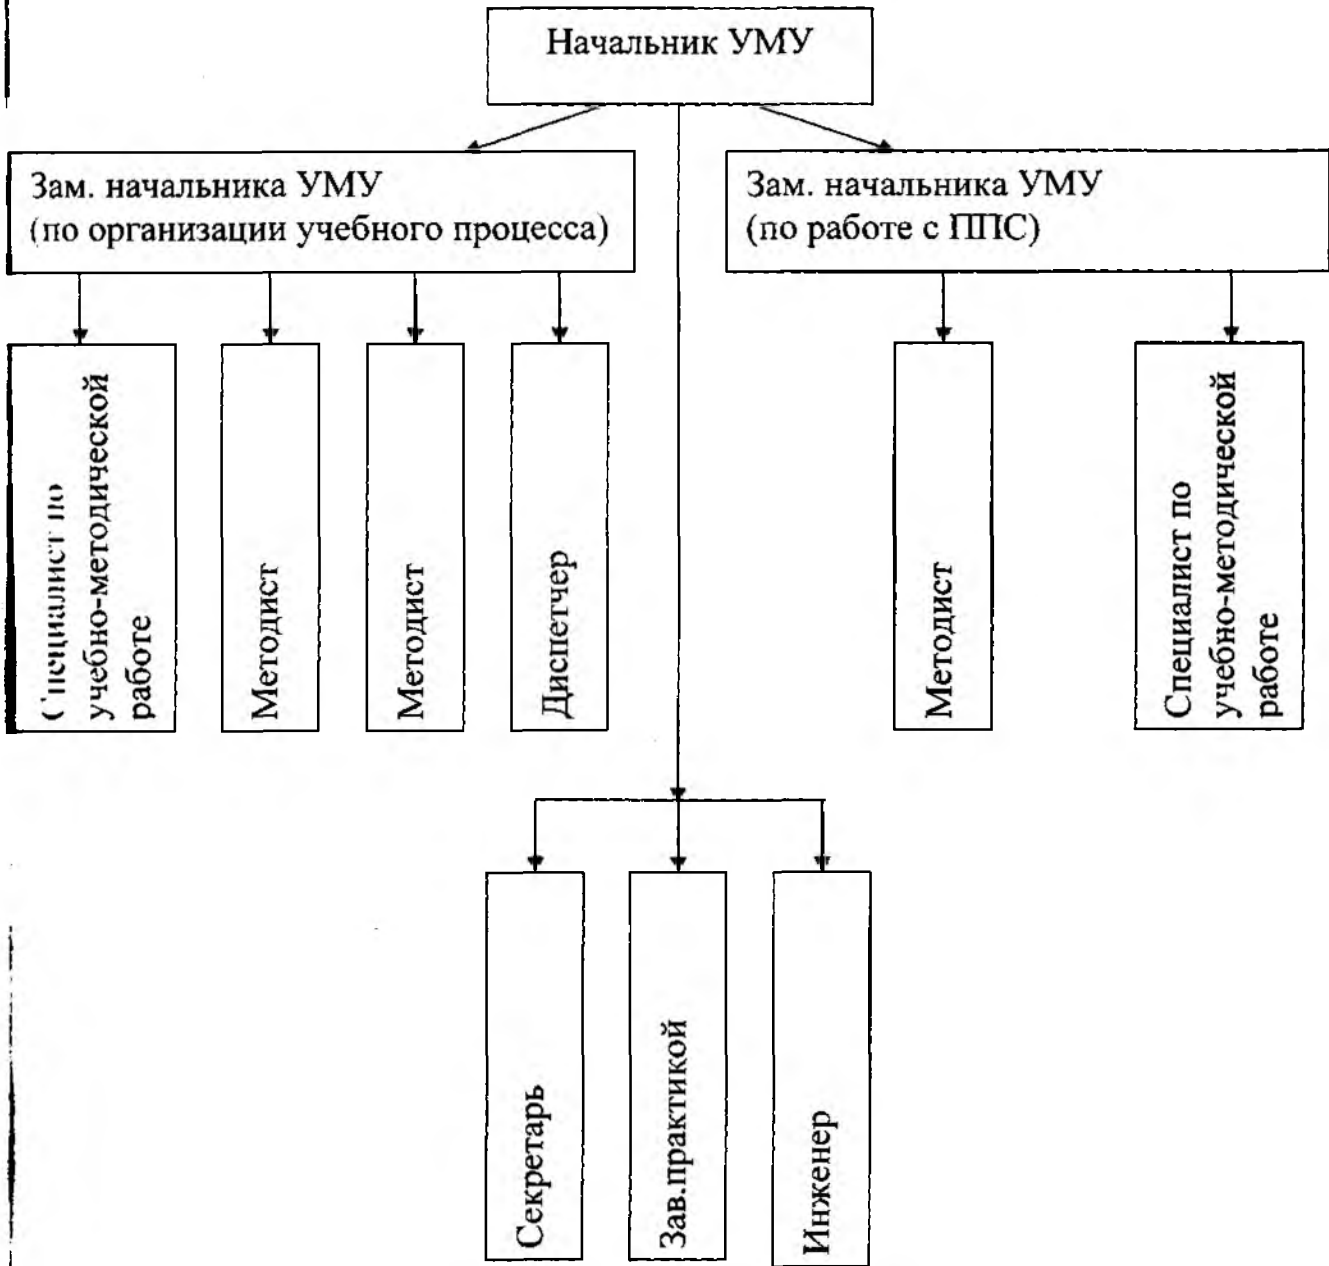 Начальник УМУ
Зам. начальника УМУ
(по организации учебного процесса)
Зам. начальника УМУ
(по работе с ППС)
Специалист по
учебно-методической
работе
Методист
Методист
Диспетчер
Методист
Специалист по
учебно-методической
работе
Секретарь
Зав.практикой
Инженер